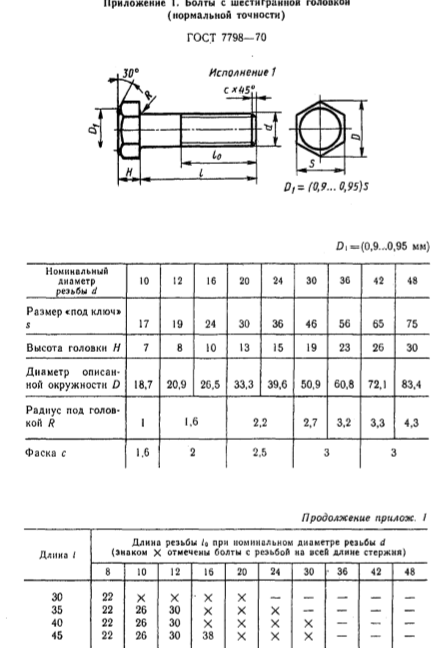 Приложение 1. Болты с шестигранной головкой
(нормальной точности)
ГОСТ 7798—70
30°
R
Исполнение 1
c×45°
D₁
d
D
l₀
H
l
S
D₁ = (0,9... 0,95)S
D₁ =(0,9...0,95 мм)
Номинальный диаметр резьбы d 10 12 16 20 24 30 36 42 48
Размер «под ключ» s 17 19 24 30 36 46 56 65 75
Высота головки H 7 8 10 13 15 19 23 26 30
Диаметр описанной окружности D 18,7 20,9 26,5 33,3 39,6 50,9 60,8 72,1 83,4
Радиус под головкой R 1 1,6 2,2 2,7 3,2 3,3 4,3
Фаска c 1,6 2 2,5 3 3
Продолжение прилож. 1
Длина l
Длина резьбы l₀ при номинальном диаметре резьбы d
(знаком × отмечены болты с резьбой на всей длине стержня)
8 10 12 16 20 24 30 36 42 48
30 22 × × × × — — — — —
35 22 26 30 × × × — — — —
40 22 26 30 × × × × — — —
45 22 26 30 38 × × × — — —